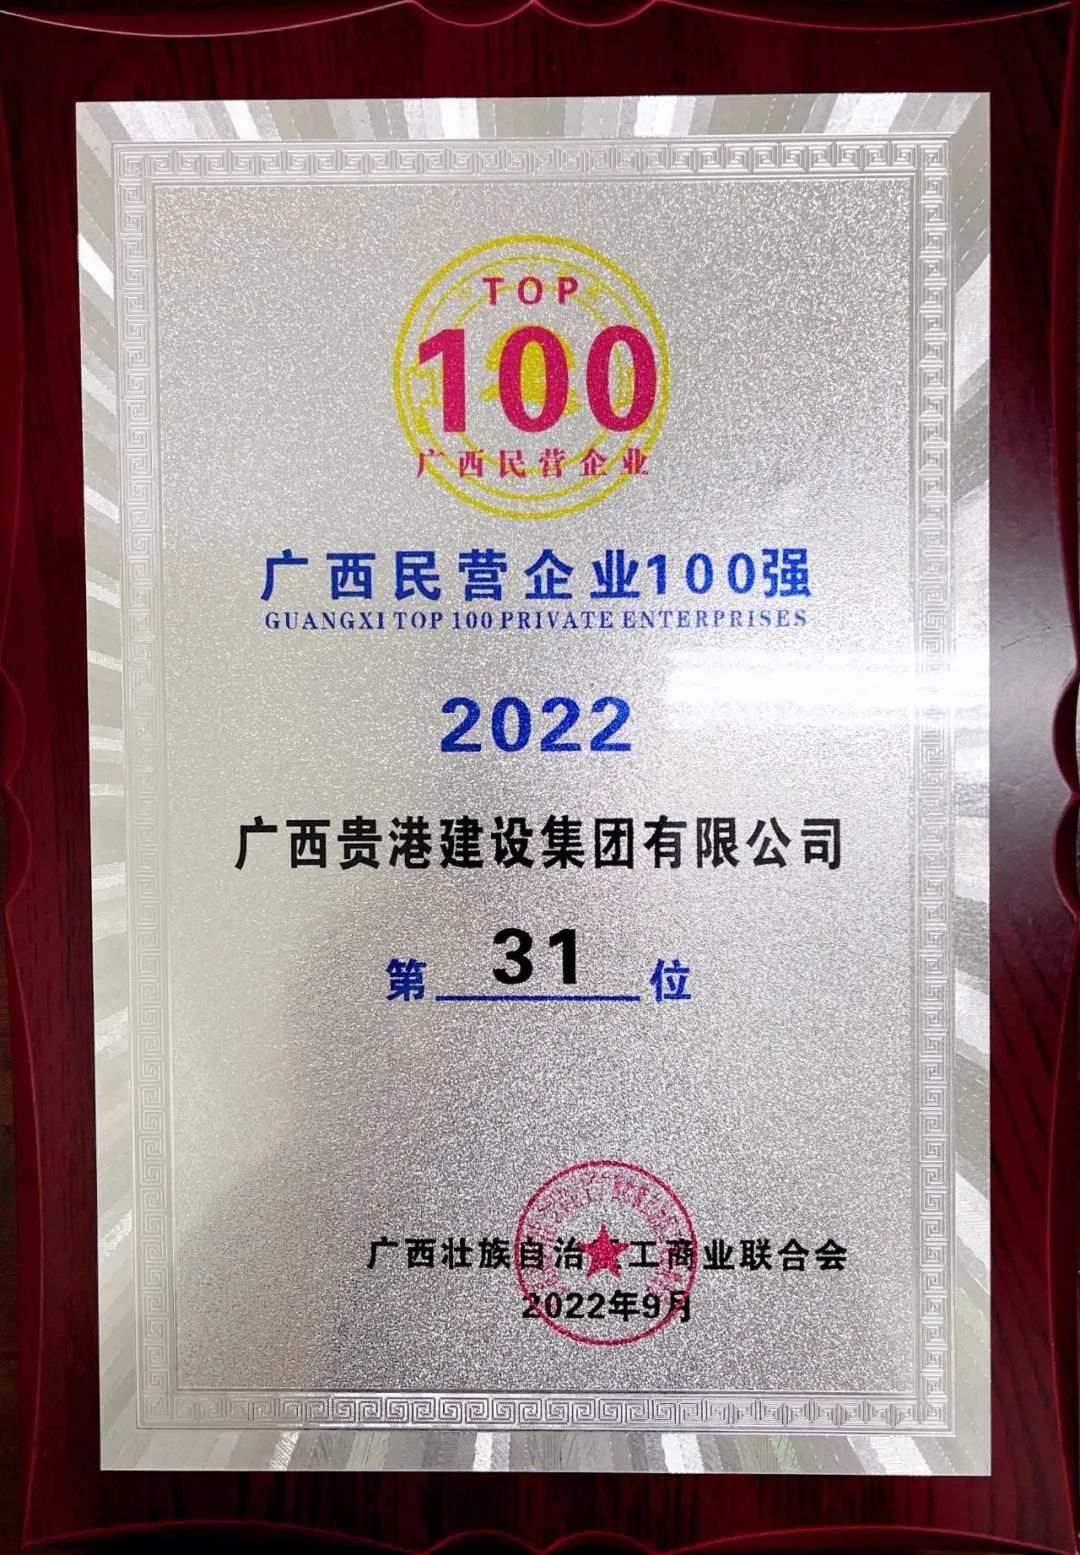 TOP
100
广西民营企业
广西民营企业100强
GUANGXI TOP 100 PRIVATE ENTERPRISES
2022
广西贵港建设集团有限公司
第 31 位
广西壮族自治 工商业联合会
2022年9月